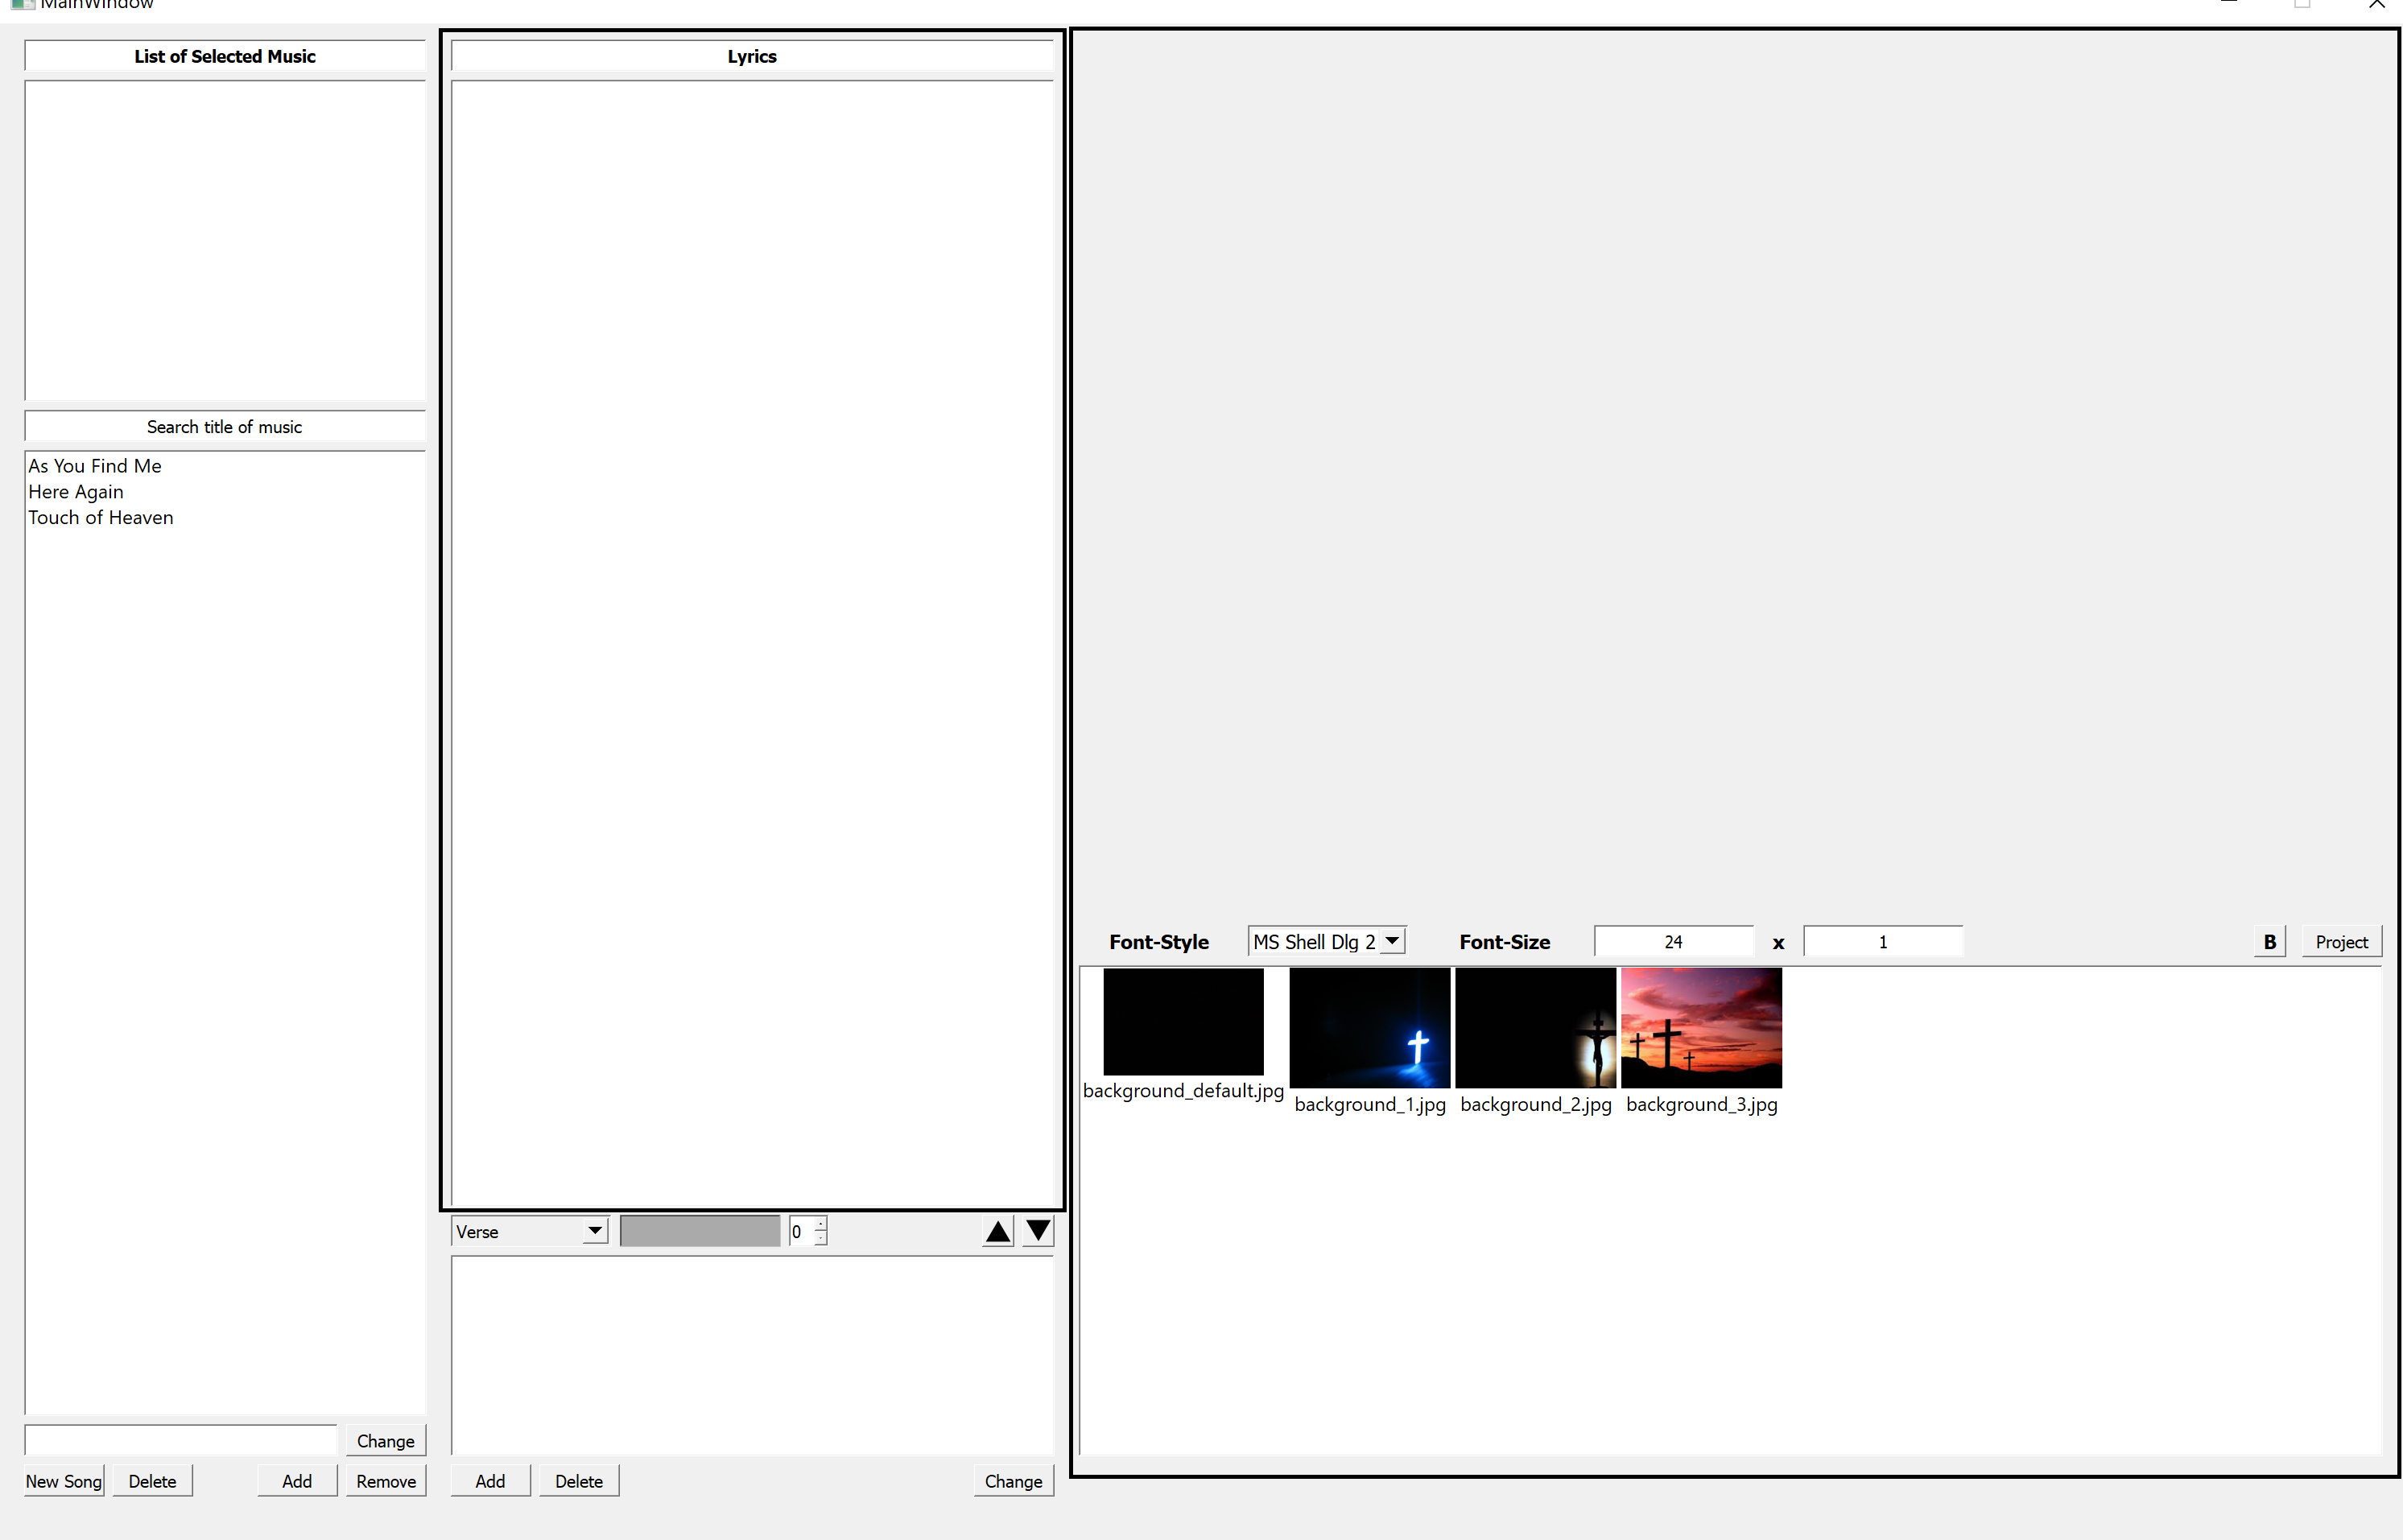 MainWindow
List of Selected Music
Search title of music
As You Find Me
Here Again
Touch of Heaven
Change
New Song Delete Add Remove
Lyrics
Verse 0
Add Delete Change
Font-Style MS Shell Dlg 2 Font-Size 24 x 1 B Project
background_default.jpg background_1.jpg background_2.jpg background_3.jpg